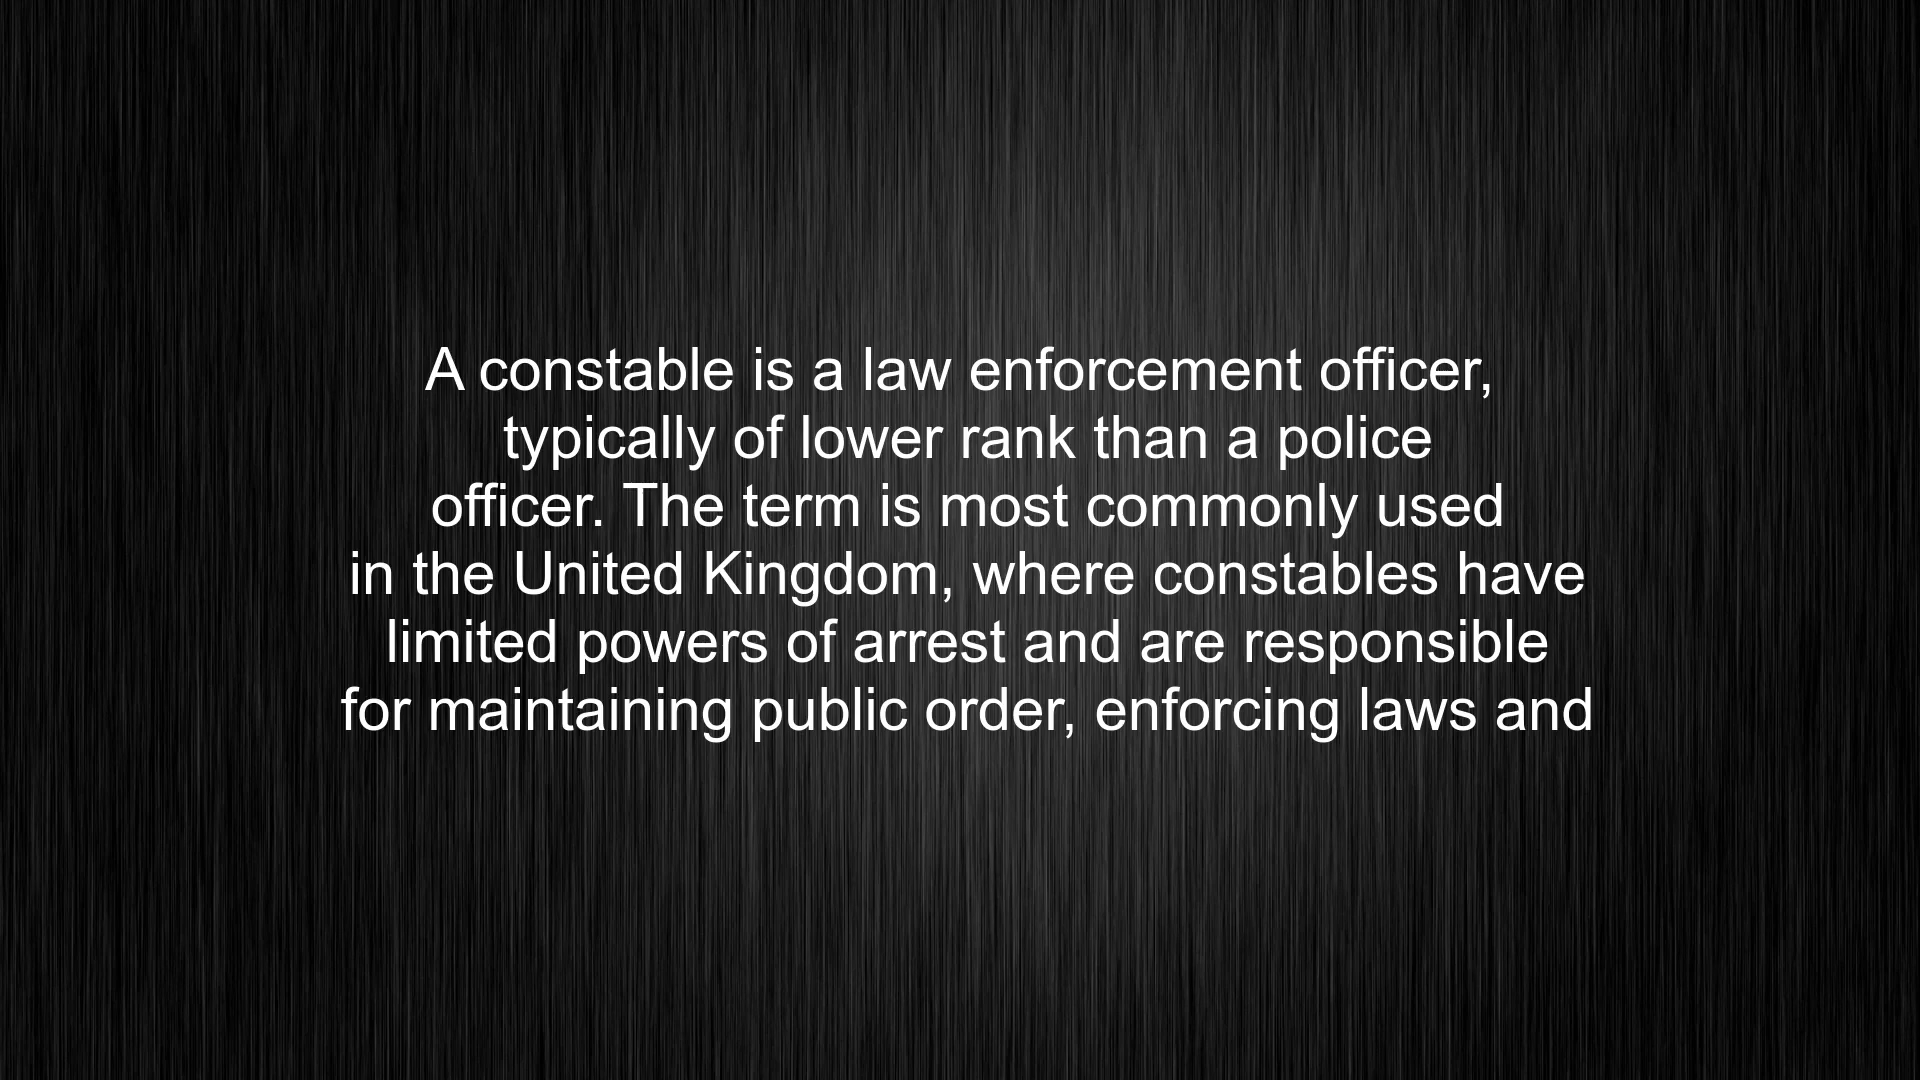 A constable is a law enforcement officer,
typically of lower rank than a police
officer. The term is most commonly used
in the United Kingdom, where constables have
limited powers of arrest and are responsible
for maintaining public order, enforcing laws and